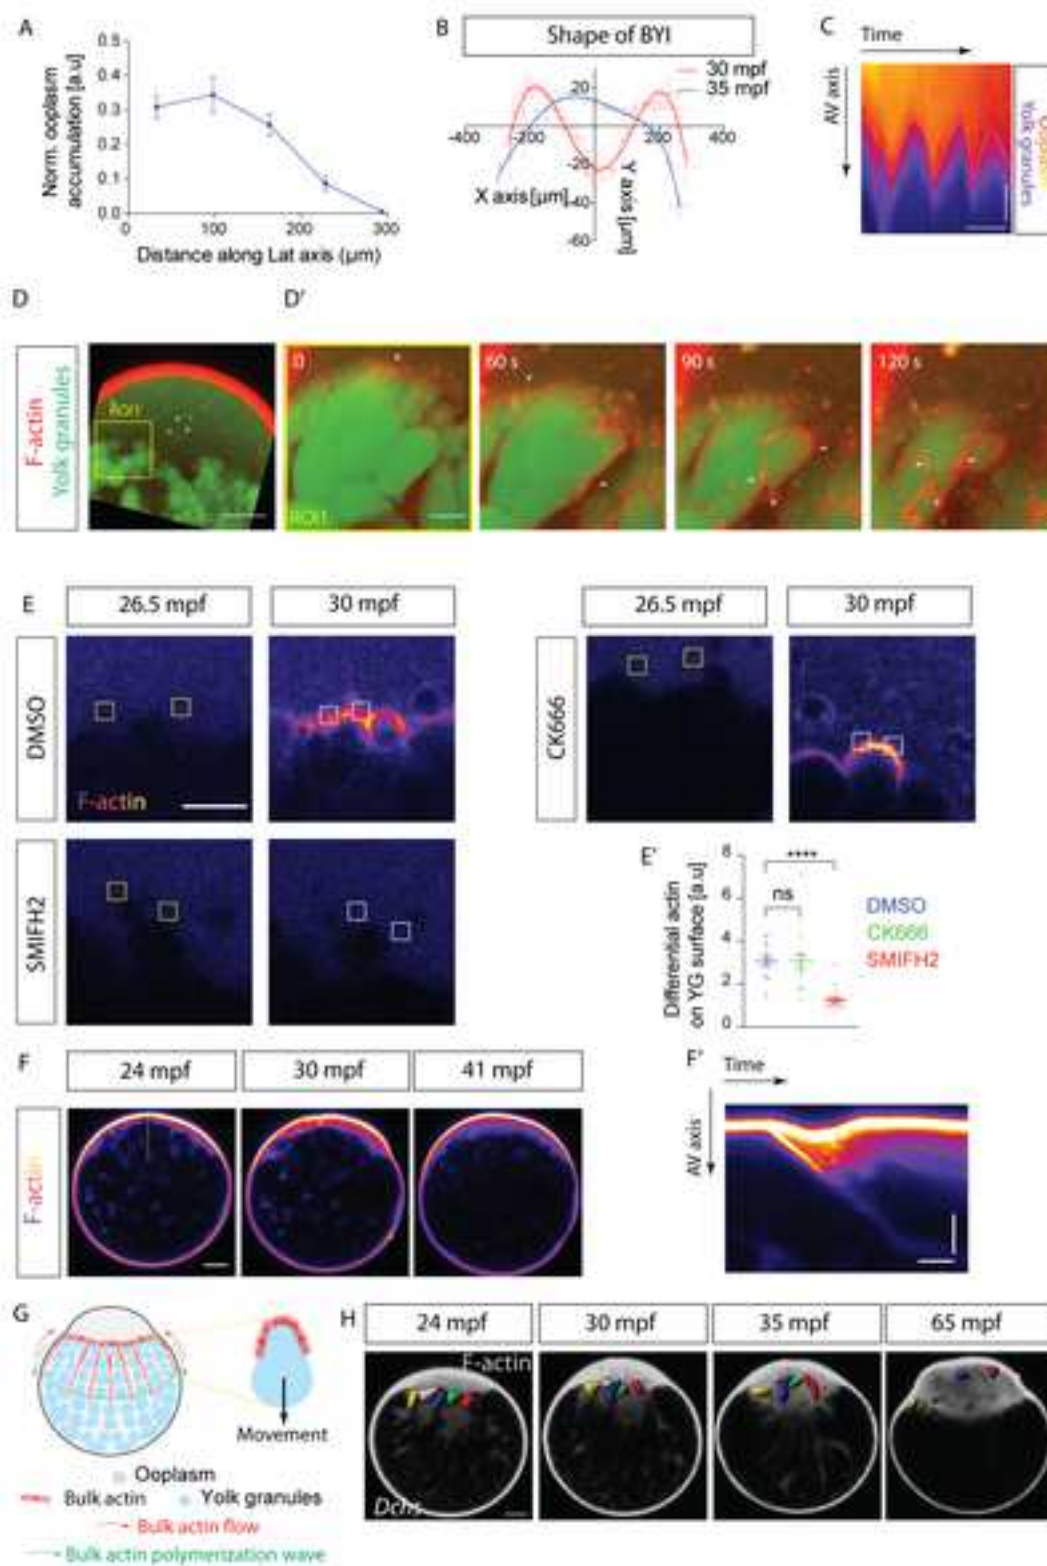 A
Norm. ooplasm
accumulation [a.u]
0.5
0.4
0.3
0.2
0.1
0.0
0
100
200
300
Distance along Lat axis (μm)
B
Shape of BYI
30 mpf
35 mpf
20
-400
-200
200
400
-20
-40
-60
X axis[μm]
Y axis[μm]
C
Time
AV axis
Yolk granules
D
D'
F-actin
Yolk granules
ROI1
0
60 s
90 s
120 s
E
26.5 mpf
30 mpf
26.5 mpf
30 mpf
DMSO
F-actin
CK666
SMIFH2
E'
Differential actin
on YG surface [a.u]
8
6
4
2
0
****
ns
DMSO
CK666
SMIFH2
F
24 mpf
30 mpf
41 mpf
F-actin
F'
Time
AV axis
G
Movement
Ooplasm
Bulk actin
Yolk granules
Bulk actin flow
Bulk actin polymerization wave
H
24 mpf
30 mpf
35 mpf
65 mpf
F-actin
Dchs